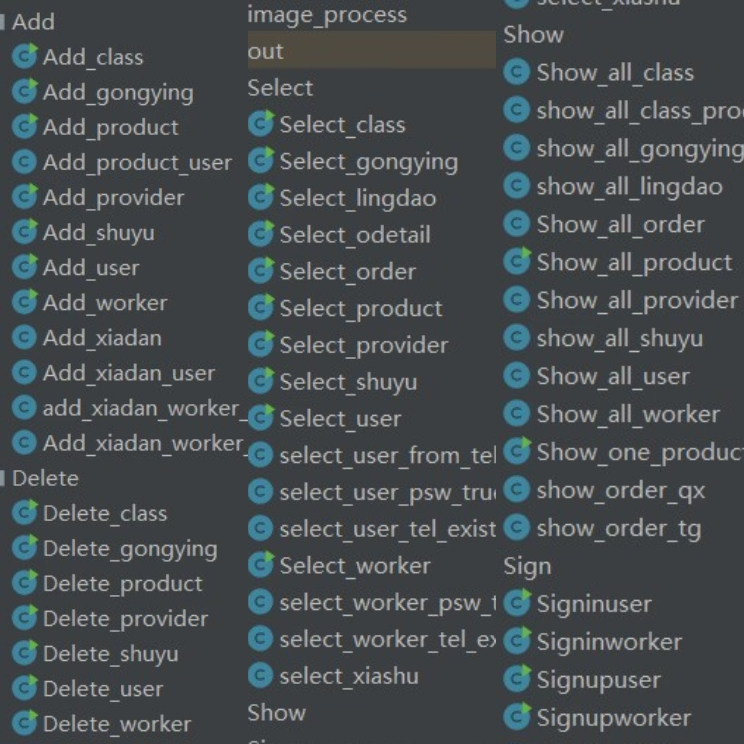 Add
Add_class
Add_gongying
Add_product
Add_product_user
Add_provider
Add_shuyu
Add_user
Add_worker
Add_xiadan
Add_xiadan_user
add_xiadan_worker_
Add_xiadan_worker_
Delete
Delete_class
Delete_gongying
Delete_product
Delete_provider
Delete_shuyu
Delete_user
Delete_worker
image_process
out
Select
Select_class
Select_gongying
Select_lingdao
Select_odetail
Select_order
Select_product
Select_provider
Select_shuyu
Select_user
select_user_from_tel
select_user_psw_tru
select_user_tel_exist
Select_worker
select_worker_psw_t
select_worker_tel_ex
select_xiashu
Show
select_xiashu
Show
Show_all_class
show_all_class_pro
show_all_gongying
show_all_lingdao
Show_all_order
Show_all_product
Show_all_provider
show_all_shuyu
Show_all_user
Show_all_worker
Show_one_product
show_order_qx
show_order_tg
Sign
Signinuser
Signinworker
Signupuser
Signupworker